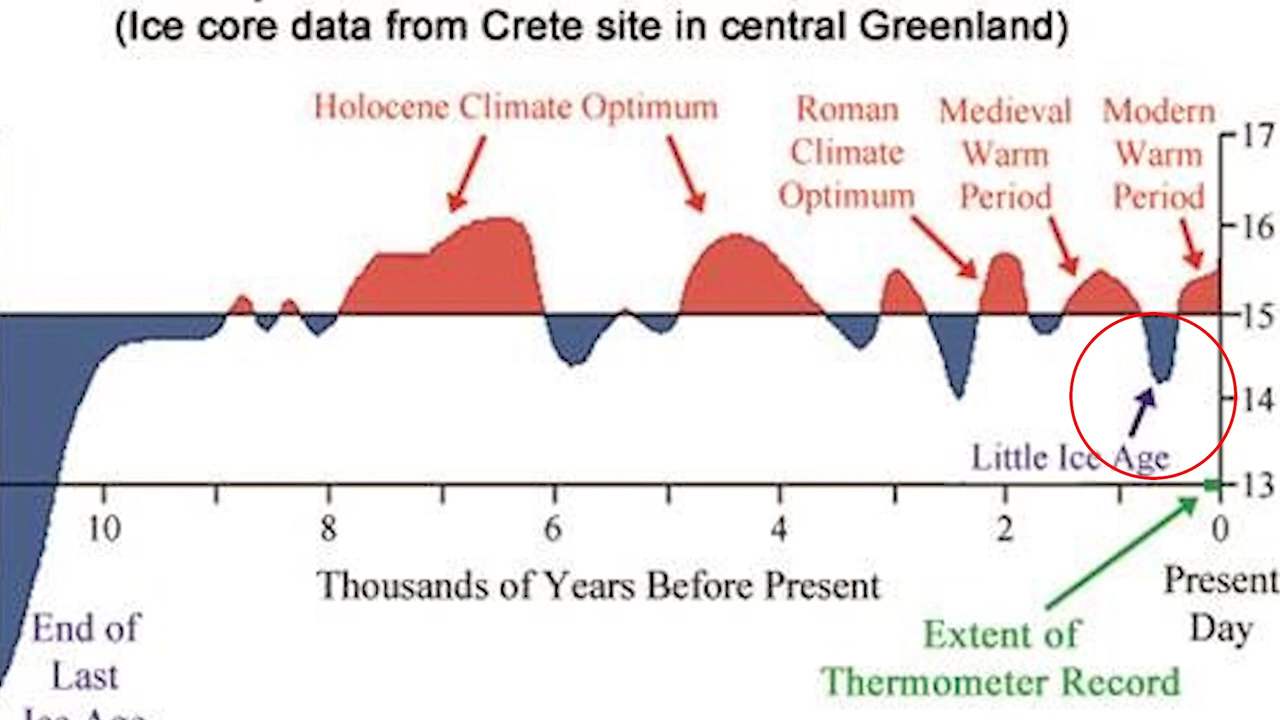 (Ice core data from Crete site in central Greenland)
Holocene Climate Optimum
Roman
Climate
Optimum
Medieval
Warm
Period
Modern
Warm
Period
17
16
15
14
13
Little Ice Age
10
8
6
4
2
0
Thousands of Years Before Present
Present
Day
End of
Last
Ice Age
Extent of
Thermometer Record